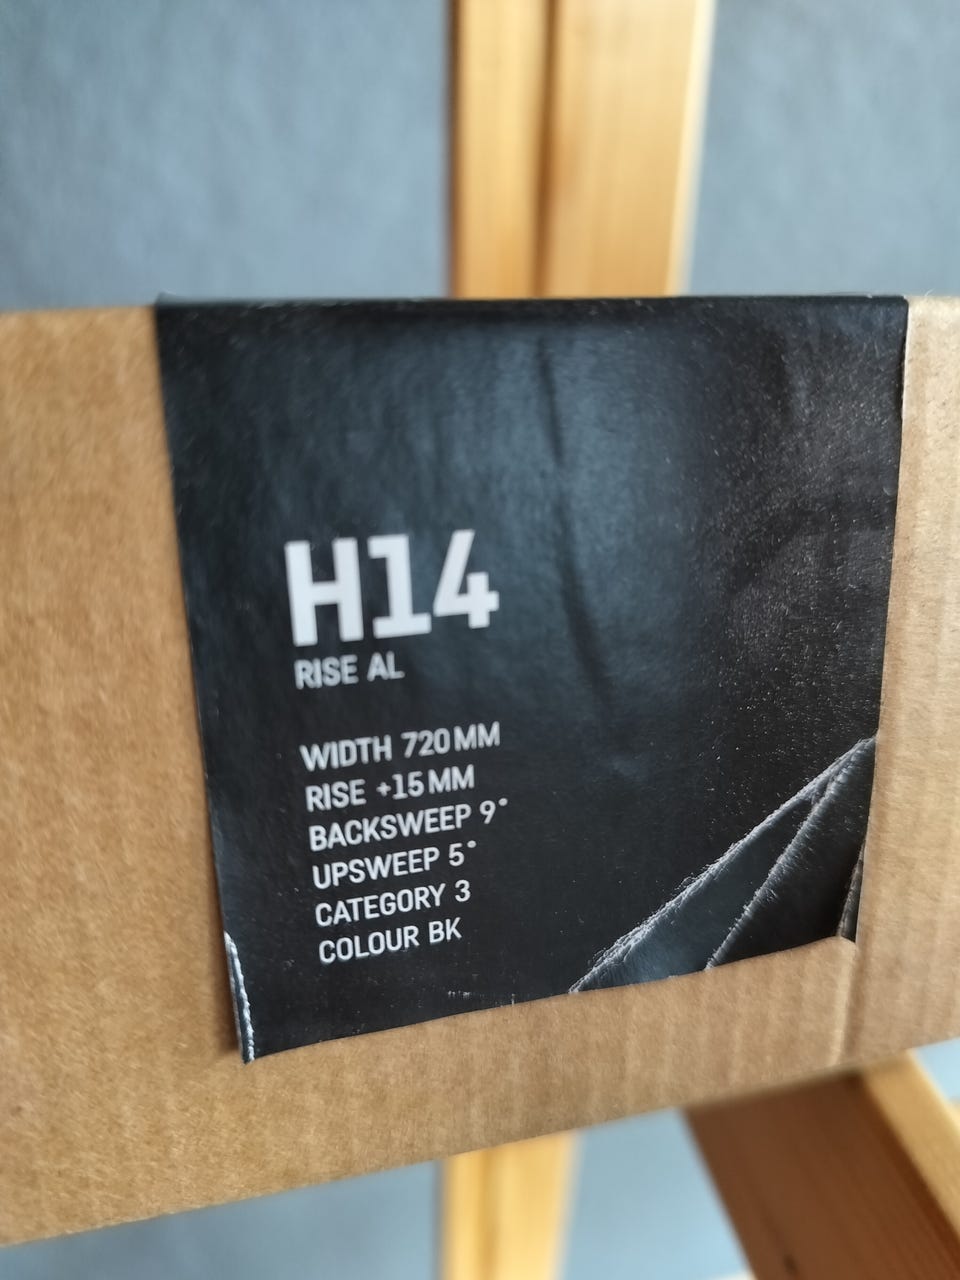 H14
RISE AL
WIDTH 720 MM
RISE +15 MM
BACKSWEEP 9°
UPSWEEP 5°
CATEGORY 3
COLOUR BK